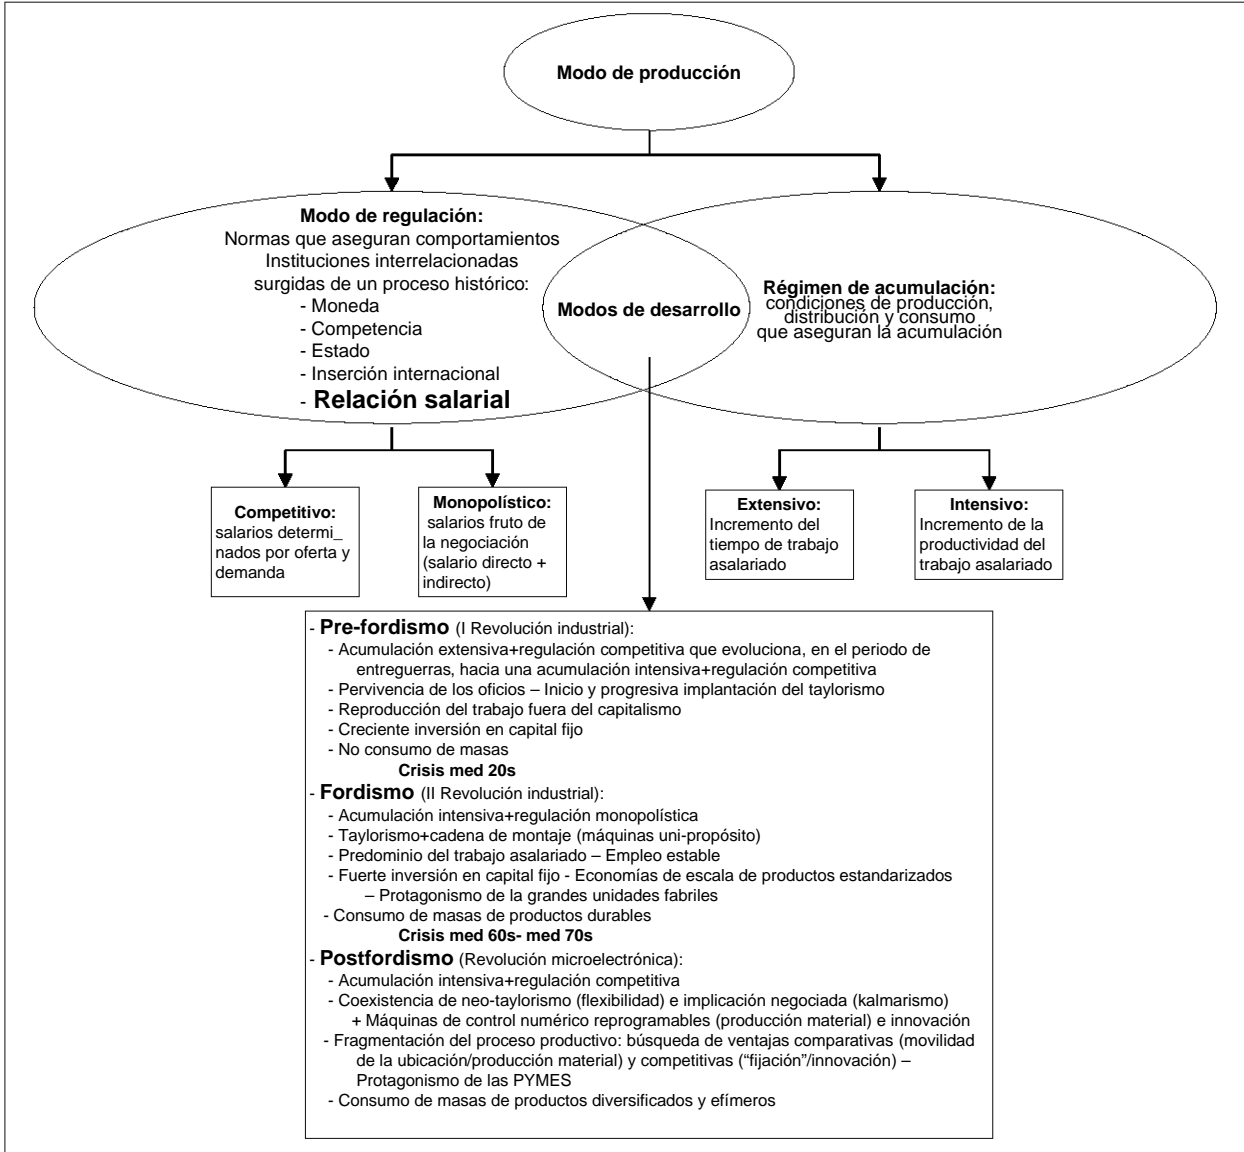 Modo de producción
Modo de regulación:
Normas que aseguran comportamientos
Instituciones interrelacionadas
surgidas de un proceso histórico:
- Moneda
- Competencia
- Estado
- Inserción internacional
- Relación salarial
Modos de desarrollo
Régimen de acumulación:
condiciones de producción,
distribución y consumo
que aseguran la acumulación
Competitivo:
salarios determi_
nados por oferta y
demanda
Monopolístico:
salarios fruto de
la negociación
(salario directo +
indirecto)
Extensivo:
Incremento del
tiempo de trabajo
asalariado
Intensivo:
Incremento de la
productividad del
trabajo asalariado
- Pre-fordismo (I Revolución industrial):
- Acumulación extensiva+regulación competitiva que evoluciona, en el periodo de
entreguerras, hacia una acumulación intensiva+regulación competitiva
- Pervivencia de los oficios – Inicio y progresiva implantación del taylorismo
- Reproducción del trabajo fuera del capitalismo
- Creciente inversión en capital fijo
- No consumo de masas
Crisis med 20s
- Fordismo (II Revolución industrial):
- Acumulación intensiva+regulación monopolística
- Taylorismo+cadena de montaje (máquinas uni-propósito)
- Predominio del trabajo asalariado – Empleo estable
- Fuerte inversión en capital fijo - Economías de escala de productos estandarizados
– Protagonismo de la grandes unidades fabriles
- Consumo de masas de productos durables
Crisis med 60s- med 70s
- Postfordismo (Revolución microelectrónica):
- Acumulación intensiva+regulación competitiva
- Coexistencia de neo-taylorismo (flexibilidad) e implicación negociada (kalmarismo)
+ Máquinas de control numérico reprogramables (producción material) e innovación
- Fragmentación del proceso productivo: búsqueda de ventajas comparativas (movilidad
de la ubicación/producción material) y competitivas (“fijación”/innovación) –
Protagonismo de las PYMES
- Consumo de masas de productos diversificados y efímeros